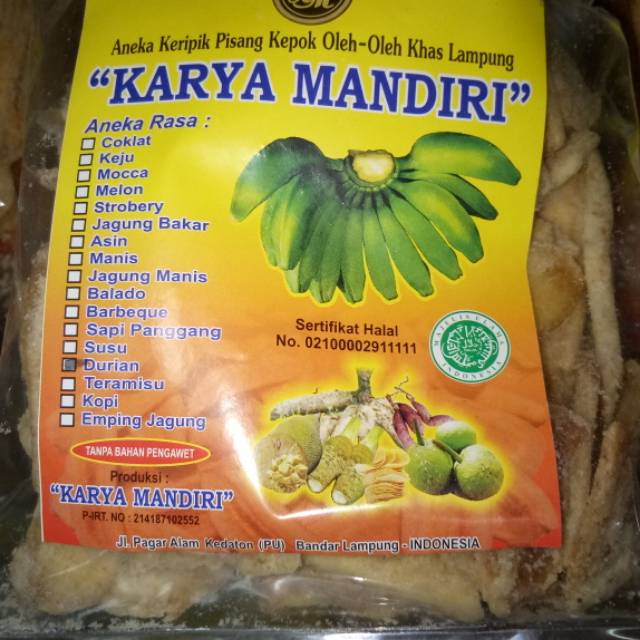 Aneka Keripik Pisang Kepok Oleh-Oleh Khas Lampung
"KARYA MANDIRI"
Aneka Rasa :
Coklat
Keju
Mocca
Melon
Strobery
Jagung Bakar
Asin
Manis
Jagung Manis
Balado
Barbeque
Sapi Panggang
Susu
Durian
Teramisu
Kopi
Emping Jagung
Sertifikat Halal
No. 02100002911111
MAJELIS ULAMA
INDONESIA
TANPA BAHAN PENGAWET
Produksi :
"KARYA MANDIRI"
P-IRT. NO : 214187102552
Jl. Pagar Alam Kedaton (PU) Bandar Lampung - INDONESIA